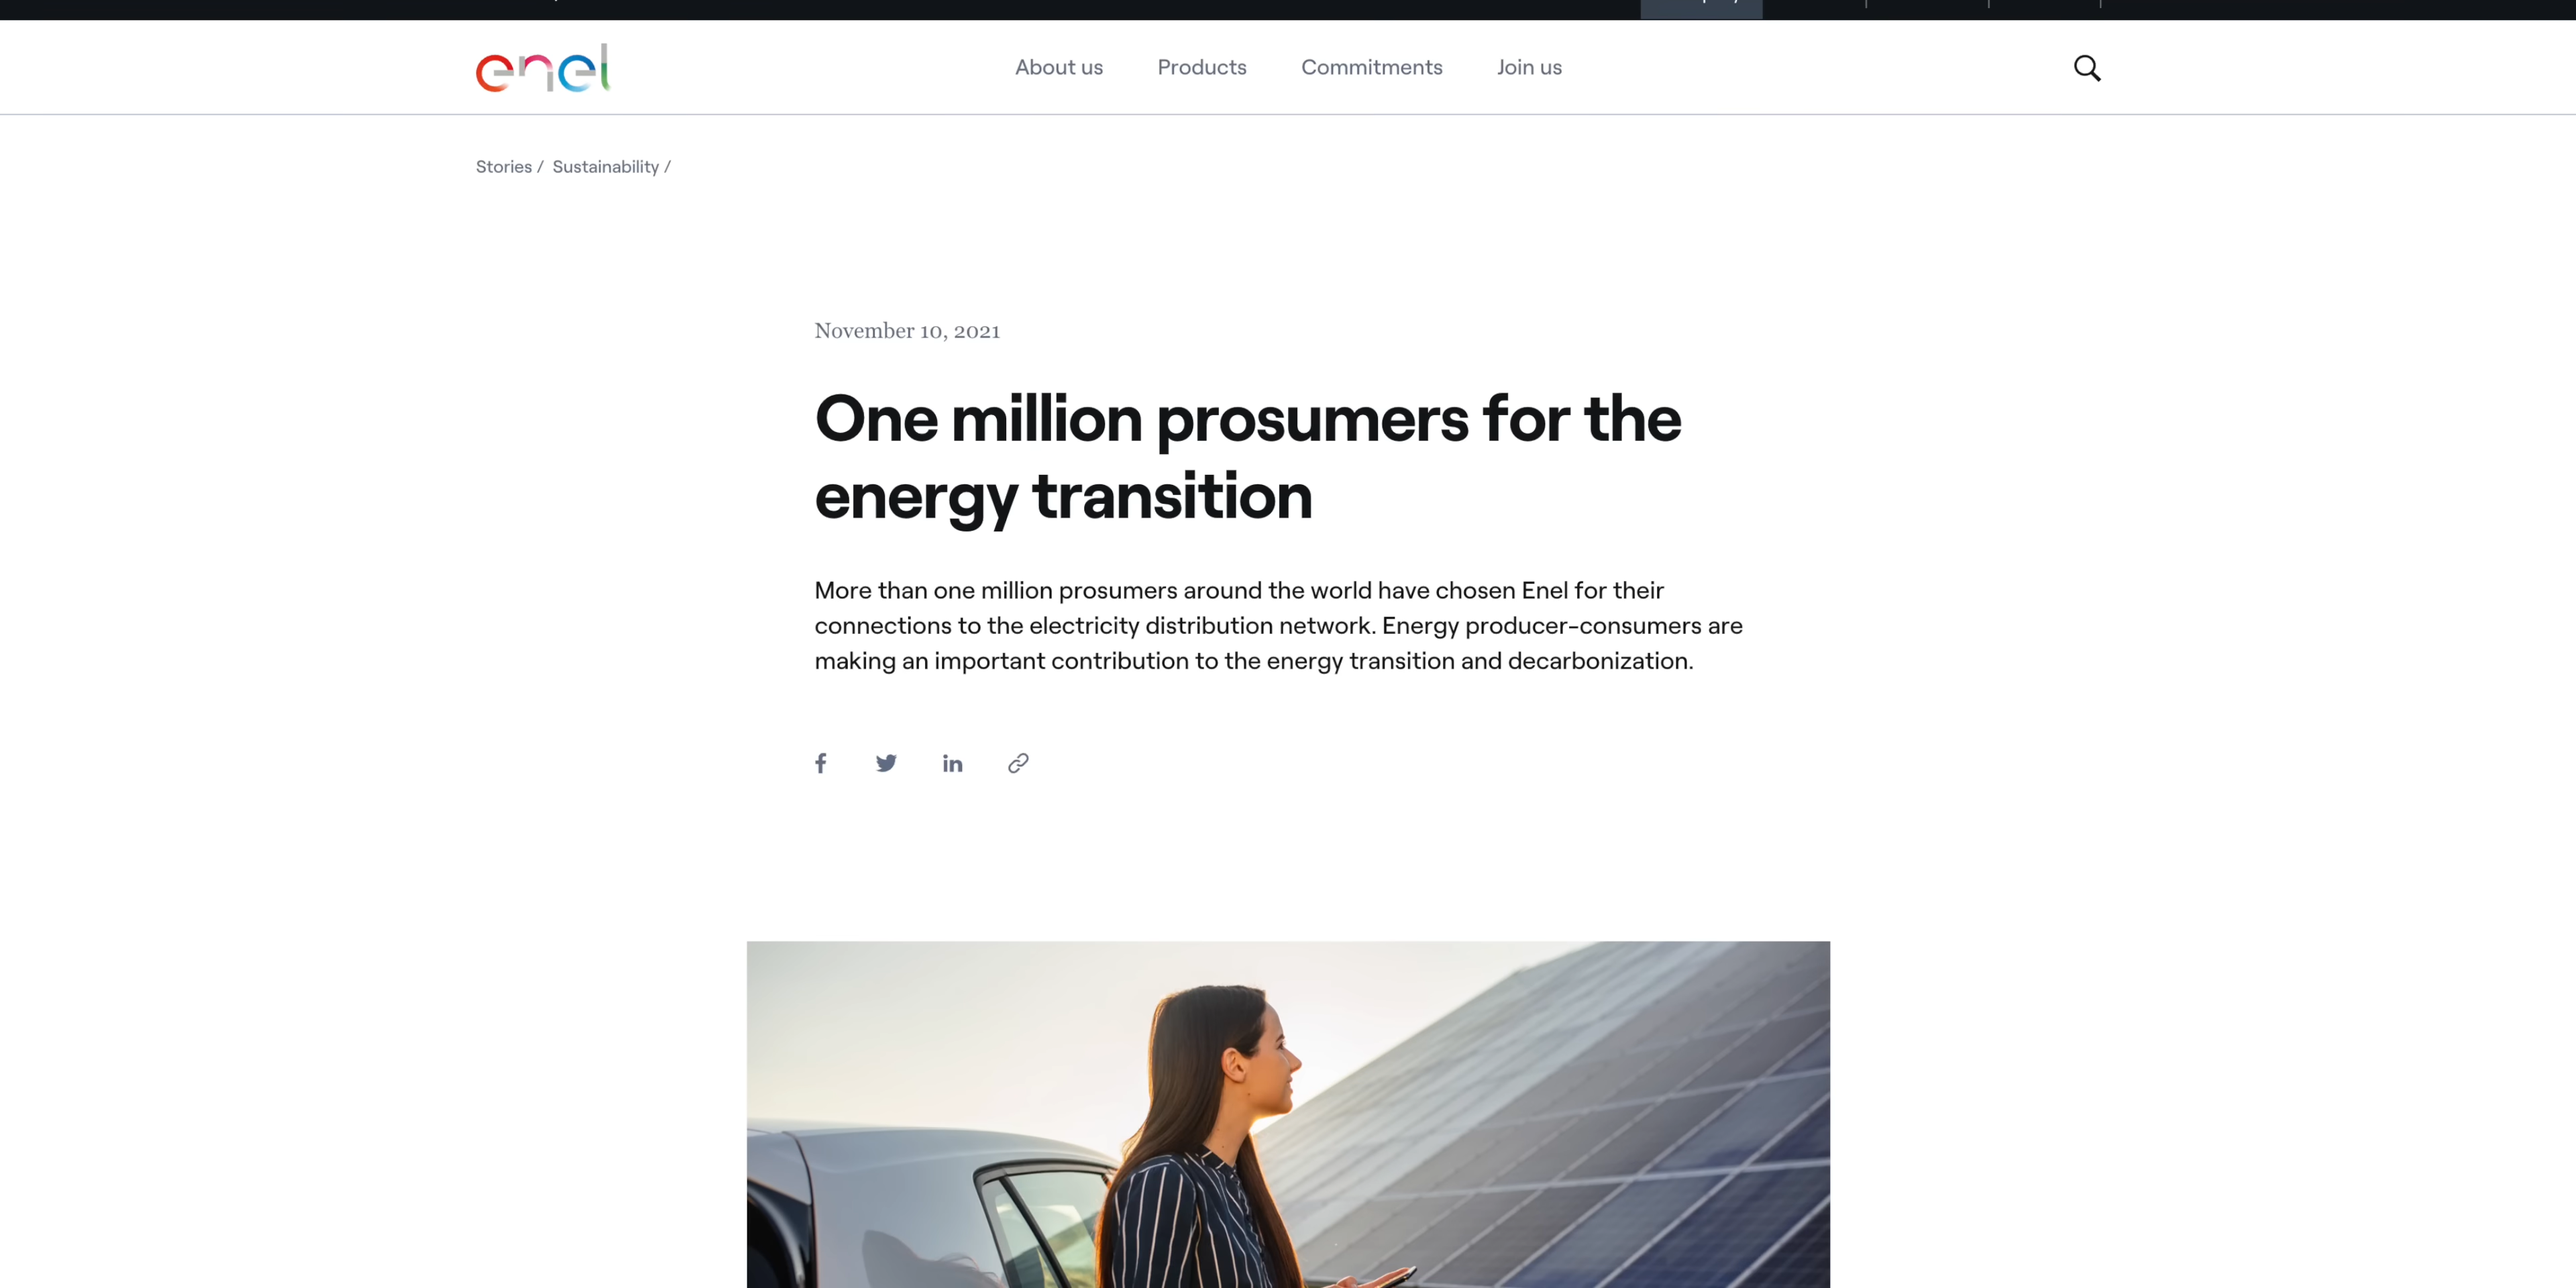 enel
About us Products Commitments Join us
Stories / Sustainability /
November 10, 2021
One million prosumers for the
energy transition
More than one million prosumers around the world have chosen Enel for their
connections to the electricity distribution network. Energy producer-consumers are
making an important contribution to the energy transition and decarbonization.